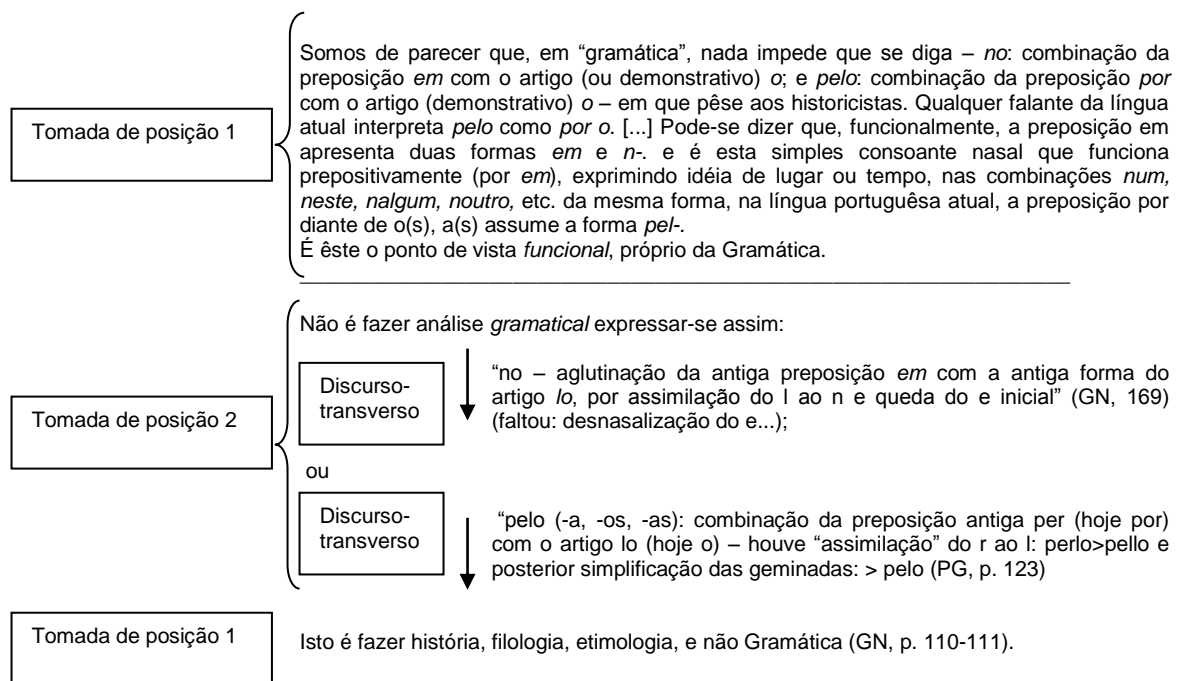 Tomada de posição 1
Somos de parecer que, em “gramática”, nada impede que se diga – no: combinação da
preposição em com o artigo (ou demonstrativo) o; e pelo: combinação da preposição por
com o artigo (demonstrativo) o – em que pêse aos historicistas. Qualquer falante da língua
atual interpreta pelo como por o. [...] Pode-se dizer que, funcionalmente, a preposição em
apresenta duas formas em e n-. e é esta simples consoante nasal que funciona
prepositivamente (por em), exprimindo idéia de lugar ou tempo, nas combinações num,
neste, nalgum, noutro, etc. da mesma forma, na língua portuguêsa atual, a preposição por
diante de o(s), a(s) assume a forma pel-.
É êste o ponto de vista funcional, próprio da Gramática.
Tomada de posição 2
Não é fazer análise gramatical expressar-se assim:
Discurso-
transverso
“no – aglutinação da antiga preposição em com a antiga forma do
artigo lo, por assimilação do l ao n e queda do e inicial” (GN, 169)
(faltou: desnasalização do e...);
ou
Discurso-
transverso
“pelo (-a, -os, -as): combinação da preposição antiga per (hoje por)
com o artigo lo (hoje o) – houve “assimilação” do r ao l: perlo>pello e
posterior simplificação das geminadas: > pelo (PG, p. 123)
Tomada de posição 1
Isto é fazer história, filologia, etimologia, e não Gramática (GN, p. 110-111).